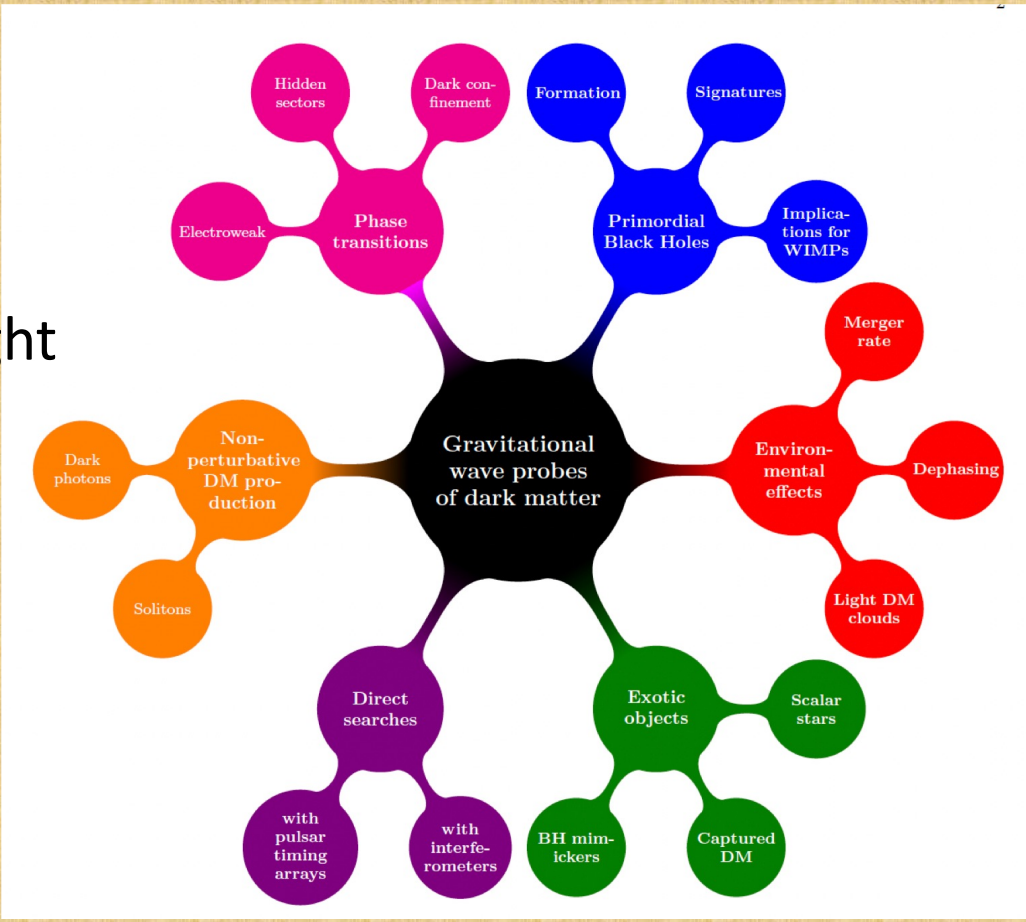 2
Hidden
sectors
Dark con-
finement
Formation
Signatures
Electroweak
Phase
transitions
Primordial
Black Holes
Implica-
tions for
WIMPs
ht
Merger
rate
Dark
photons
Non-
perturbative
DM pro-
duction
Gravitational
wave probes
of dark matter
Environ-
mental
effects
Dephasing
Solitons
Light DM
clouds
Direct
searches
Exotic
objects
Scalar
stars
with
pulsar
timing
arrays
with
interfe-
rometers
BH mim-
ickers
Captured
DM